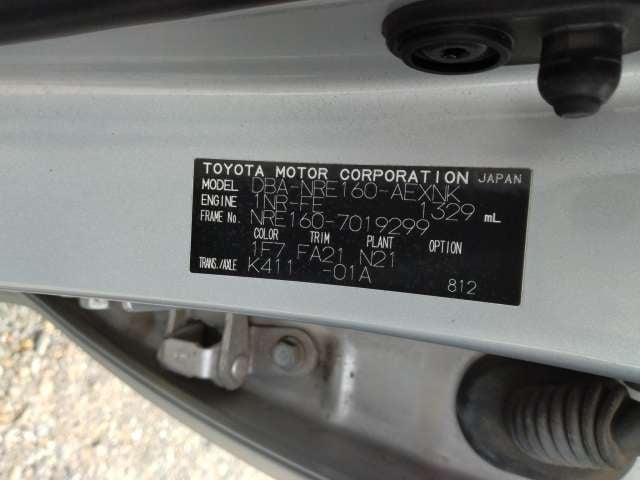 TOYOTA MOTOR CORPORATION JAPAN
MODEL DBA-NRE160-AEXNK
ENGINE 1NR-FE 1329 mL
FRAME No. NRE160-7019299
COLOR TRIM PLANT OPTION
1F7 FA21 N21
TRANS./AXLE K411 -01A
812